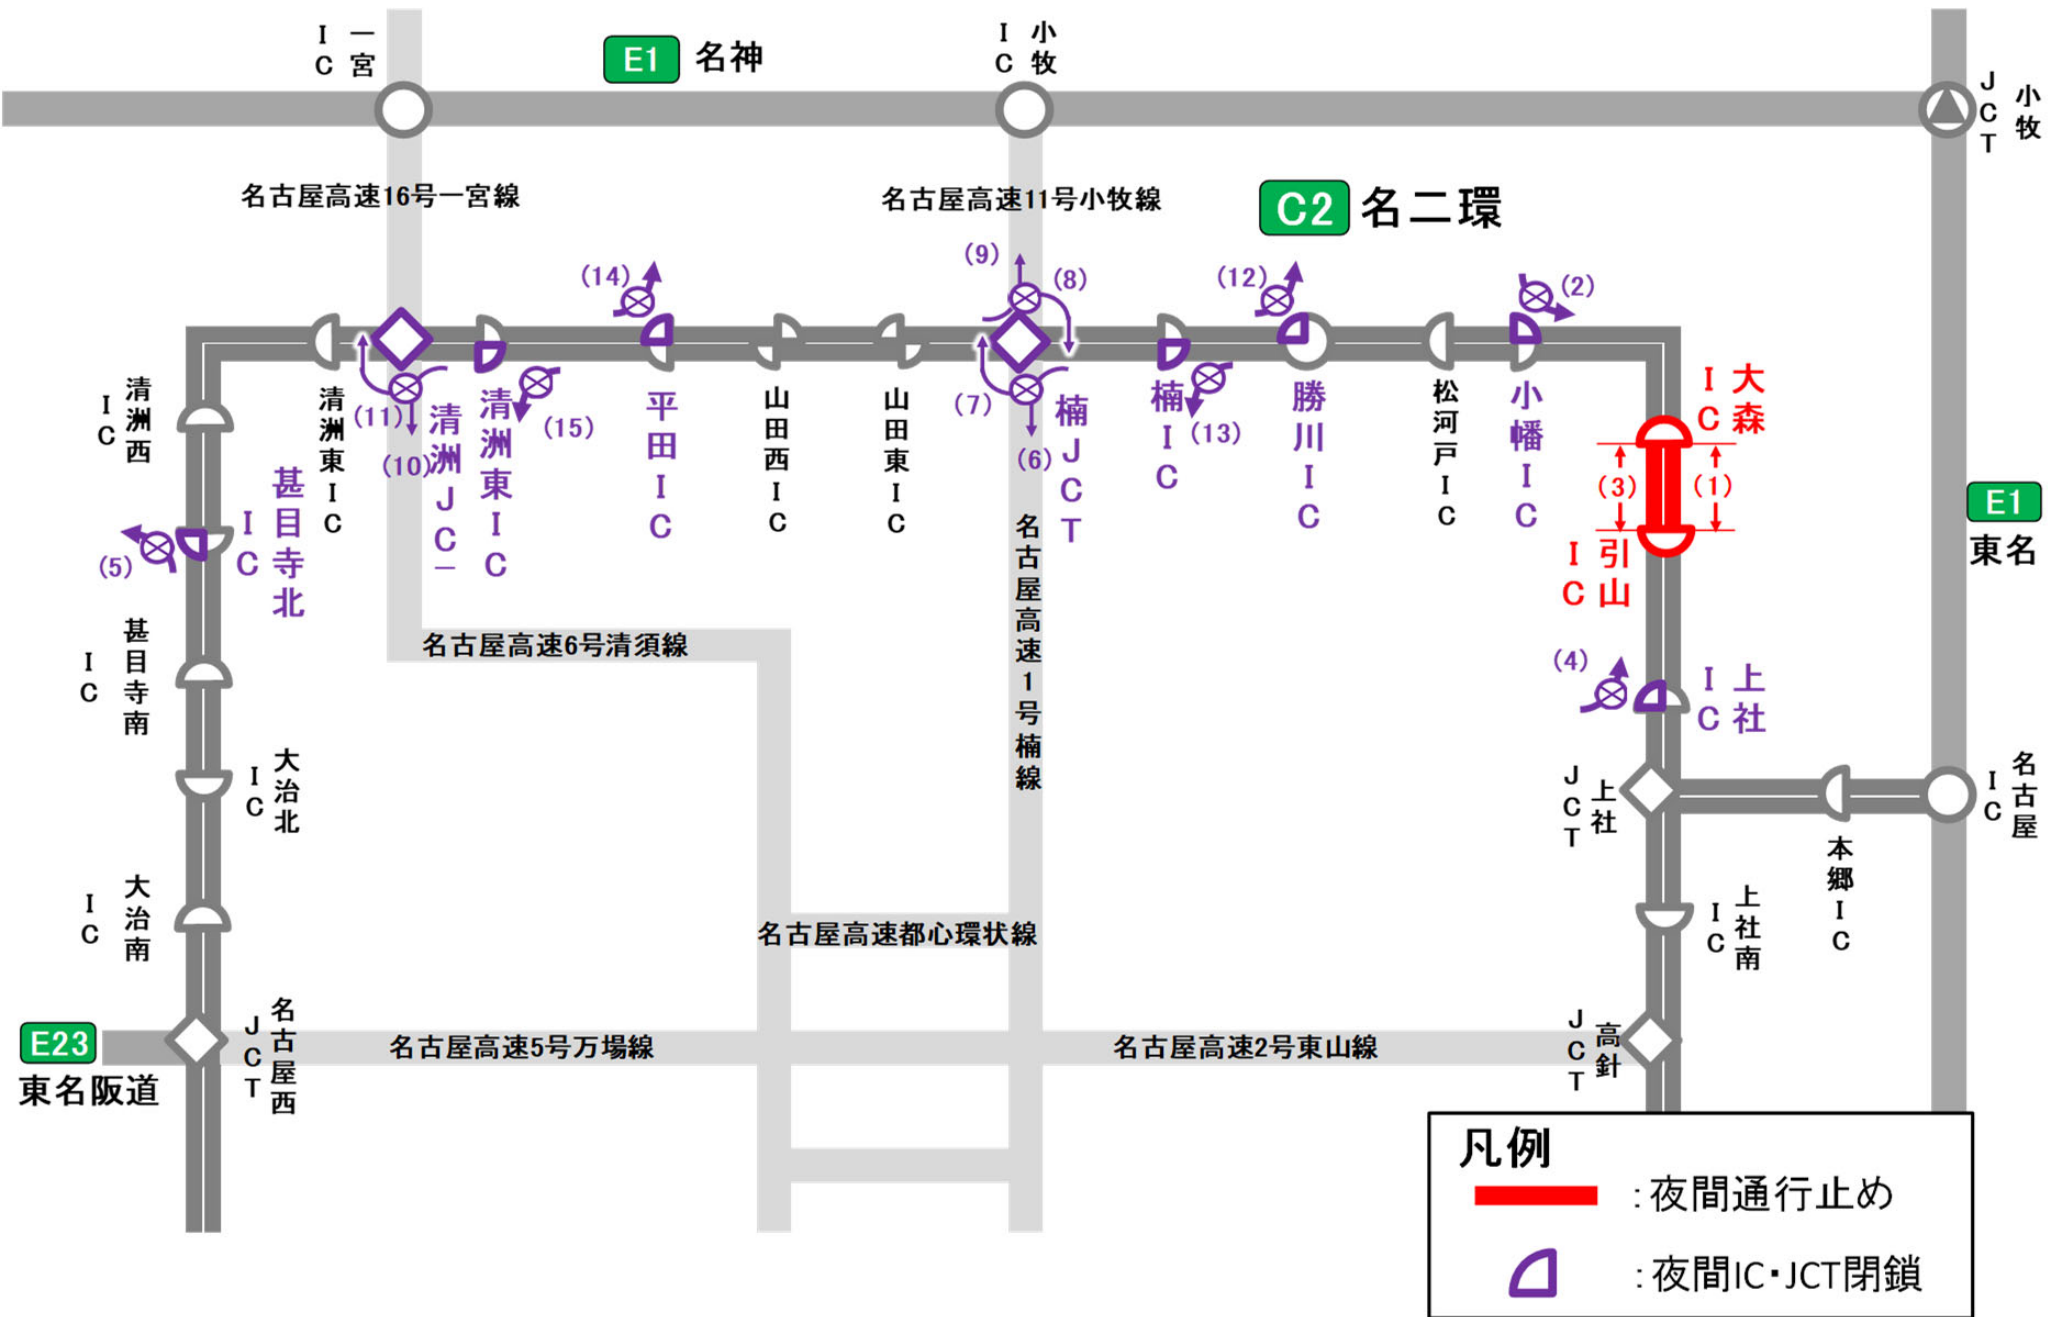 一宮IC
E1 名神
小牧IC
小牧JCT
名古屋高速16号一宮線
名古屋高速11号小牧線
C2 名二環
(14)
(9)
(8)
(12)
(2)
清洲西IC
清洲東IC
(11)
(10)
清洲JCー
清洲東IC
(15)
平田IC
山田西IC
山田東IC
(7)
(6)
楠JCT
楠IC
(13)
勝川IC
松河戸IC
小幡IC
大森IC
(3)
(1)
引山IC
E1
東名
(5)
甚目寺北IC
甚目寺南IC
名古屋高速6号清須線
名古屋高速1号楠線
(4)
上社IC
大治北IC
上社JCT
名古屋IC
本郷IC
大治南IC
上社南IC
名古屋高速都心環状線
E23
東名阪道
名古屋西JCT
名古屋高速5号万場線
名古屋高速2号東山線
高針JCT
凡例
:夜間通行止め
:夜間IC・JCT閉鎖